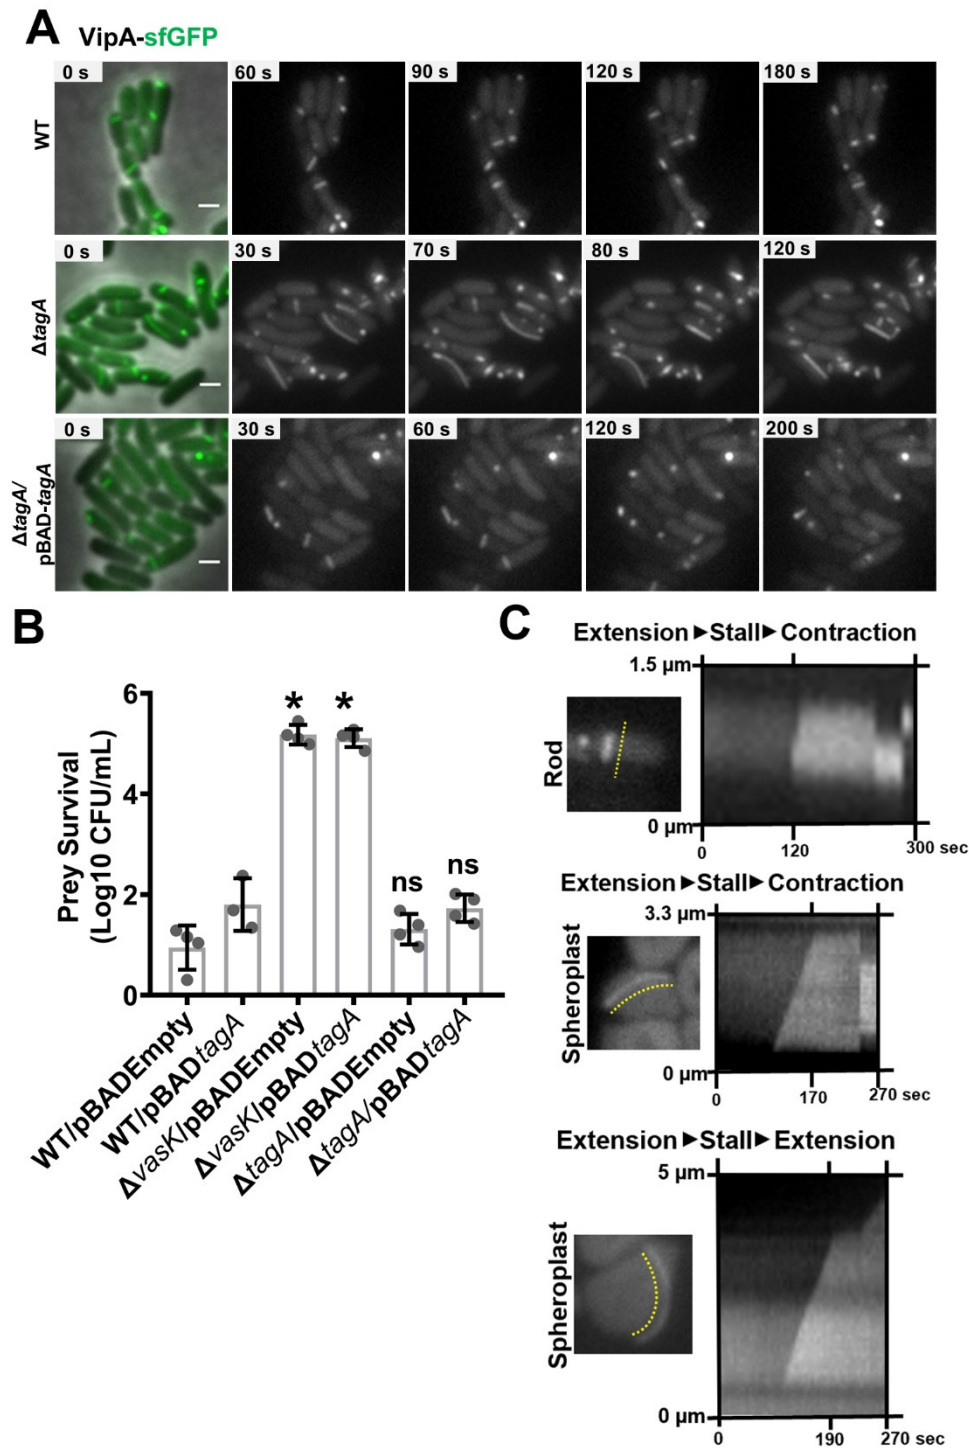 A VipA-sfGFP
WT
0 s 60 s 90 s 120 s 180 s
ΔtagA
0 s 30 s 70 s 80 s 120 s
ΔtagA/
pBAD-tagA
0 s 30 s 60 s 120 s 200 s
B
Prey Survival
(Log10 CFU/mL)
6
4
2
0
* * ns ns
WT/pBADEmpty
WT/pBADtagA
ΔvasK/pBADEmpty
ΔvasK/pBADtagA
ΔtagA/pBADEmpty
ΔtagA/pBADtagA
C
Extension ►Stall► Contraction
Rod
1.5 µm
0 µm
0 120 300 sec
Extension ►Stall► Contraction
Spheroplast
3.3 µm
0 µm
0 170 270 sec
Extension ►Stall► Extension
Spheroplast
5 µm
0 µm
0 190 270 sec